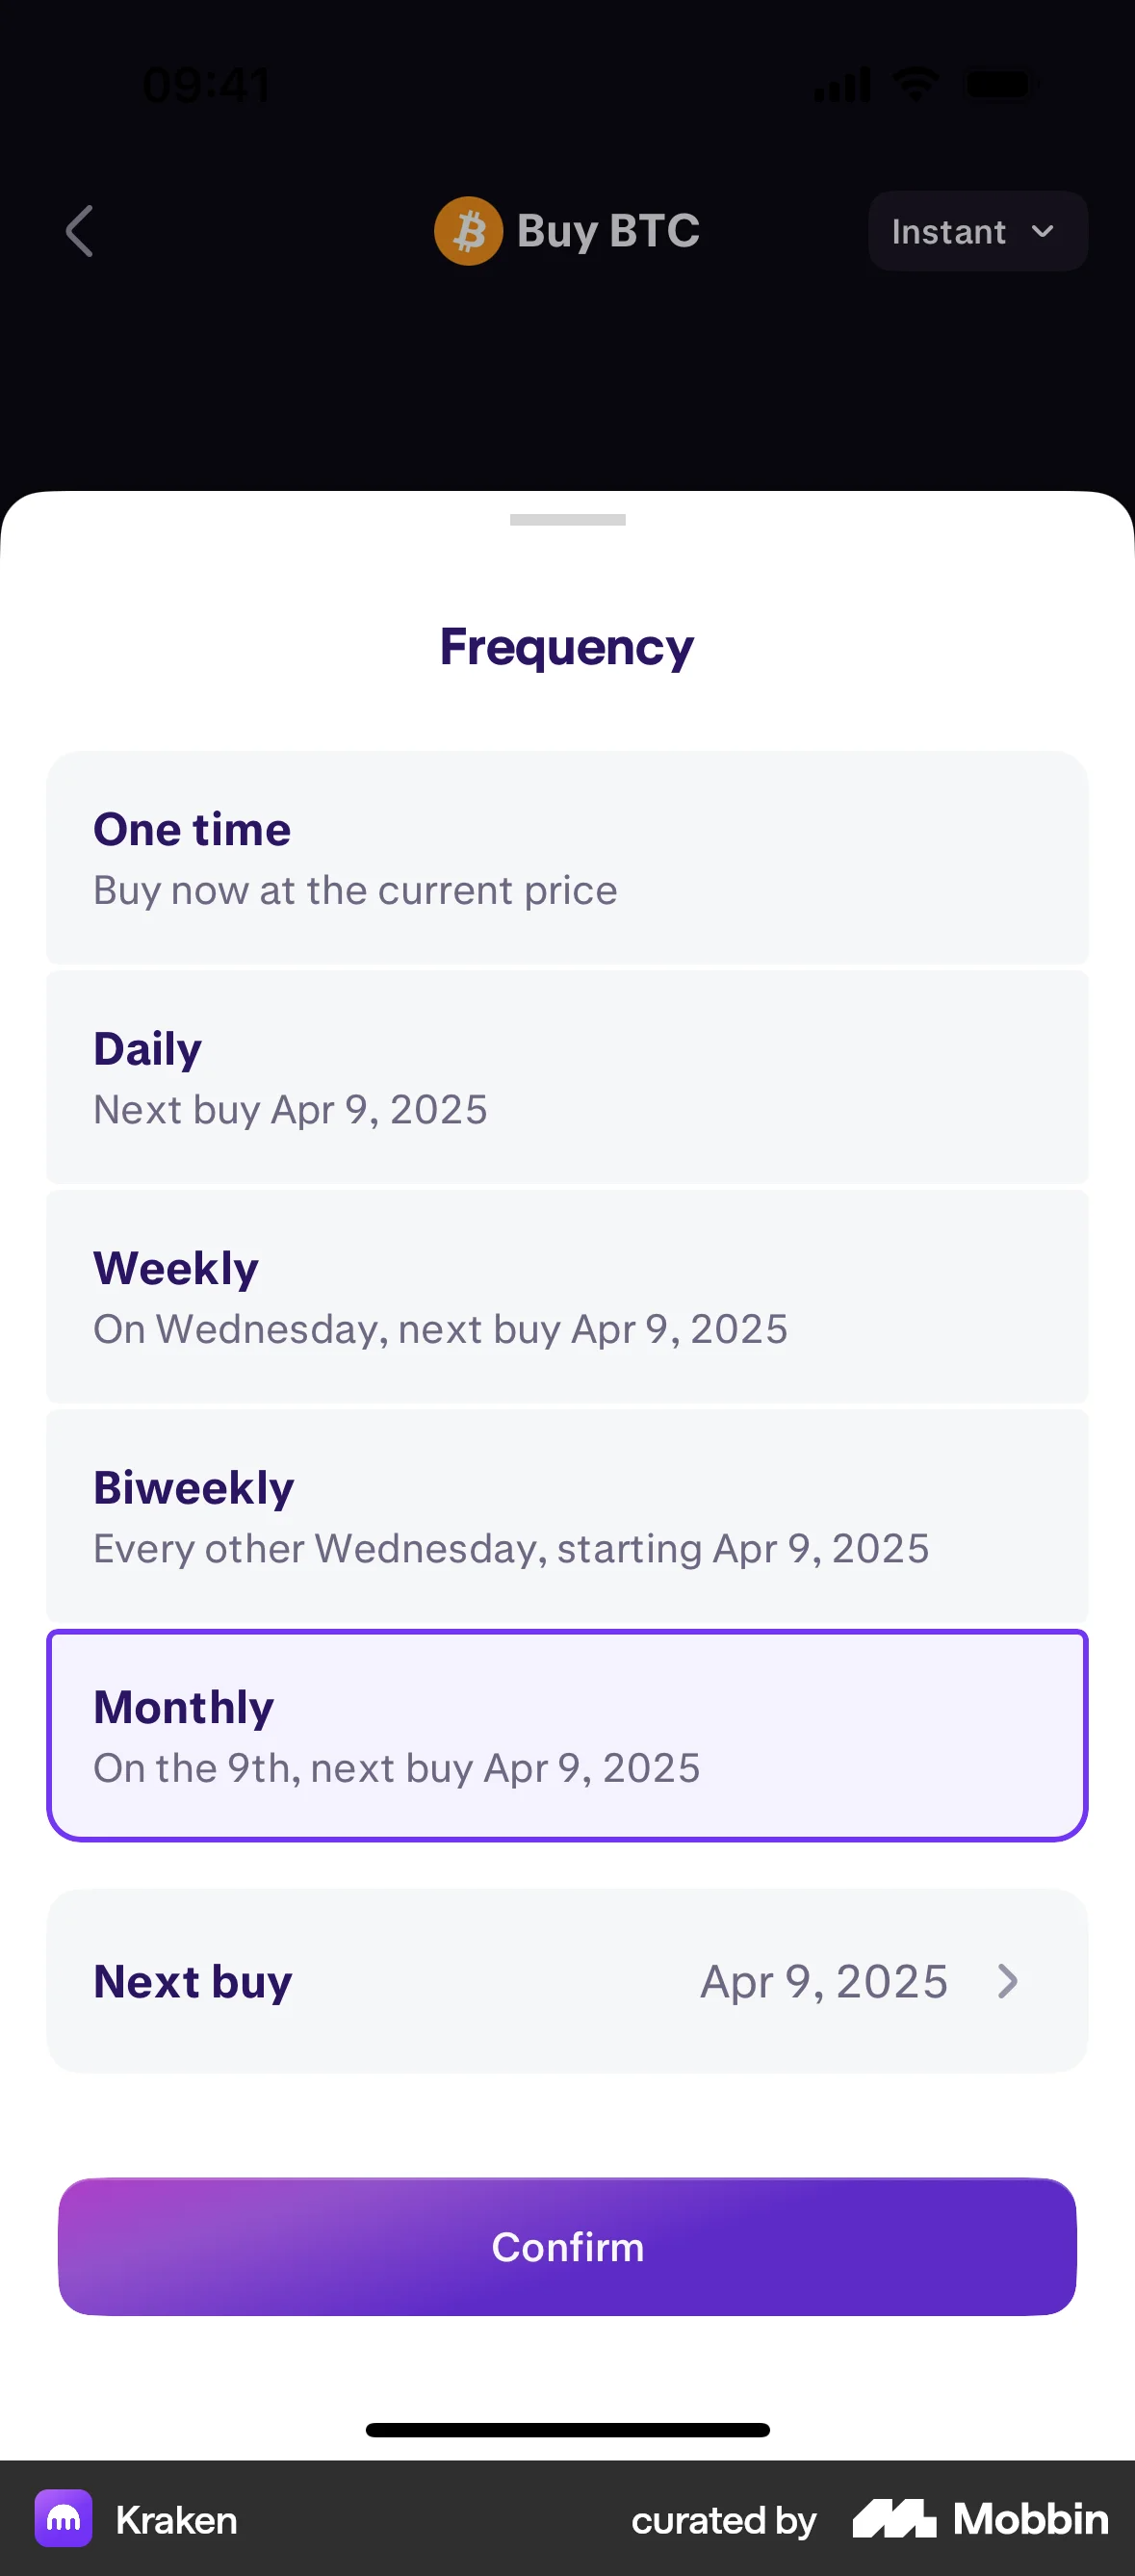 09:41
Buy BTC
Instant
Frequency
One time
Buy now at the current price
Daily
Next buy Apr 9, 2025
Weekly
On Wednesday, next buy Apr 9, 2025
Biweekly
Every other Wednesday, starting Apr 9, 2025
Monthly
On the 9th, next buy Apr 9, 2025
Next buy Apr 9, 2025
Confirm
Kraken curated by Mobbin